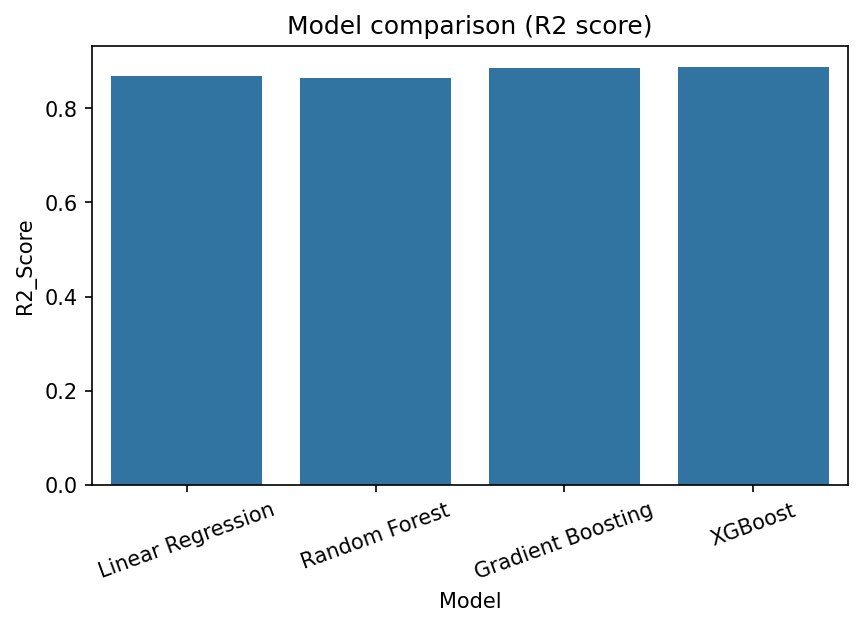 Model comparison (R2 score)
R2_Score
0.8
0.6
0.4
0.2
0.0
Linear Regression
Random Forest
Gradient Boosting
XGBoost
Model